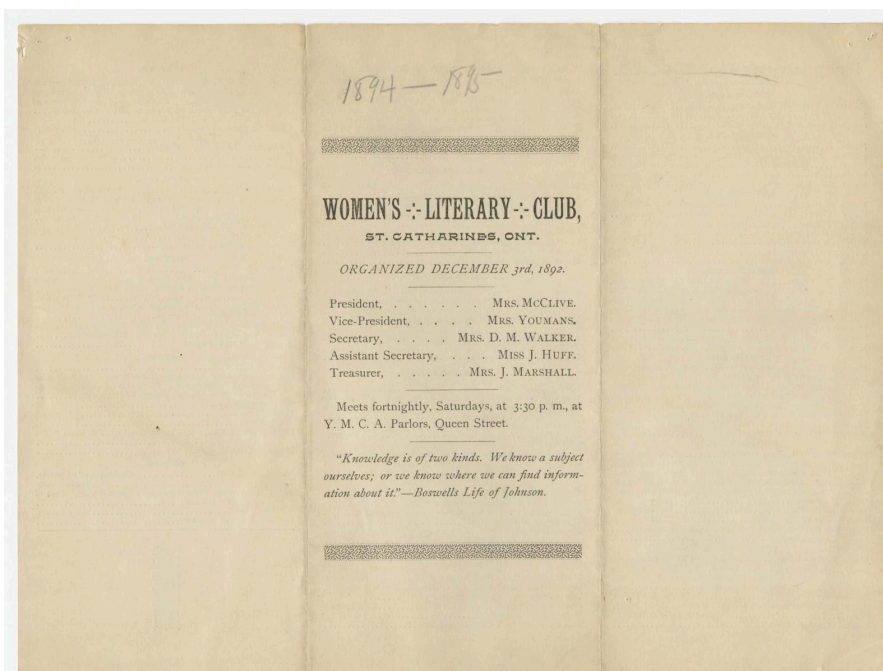 1894 — 1895
WOMEN'S -:- LITERARY -:- CLUB,
ST. CATHARINES, ONT.
ORGANIZED DECEMBER 3rd, 1892.
President, . . . . . . MRS. MCCLIVE.
Vice-President, . . . . MRS. YOUMANS.
Secretary, . . . . MRS. D. M. WALKER.
Assistant Secretary, . . . MISS J. HUFF.
Treasurer, . . . . . MRS. J. MARSHALL.
Meets fortnightly, Saturdays, at 3:30 p. m., at
Y. M. C. A. Parlors, Queen Street.
"Knowledge is of two kinds. We know a subject
ourselves; or we know where we can find inform-
ation about it."—Boswells Life of Johnson.